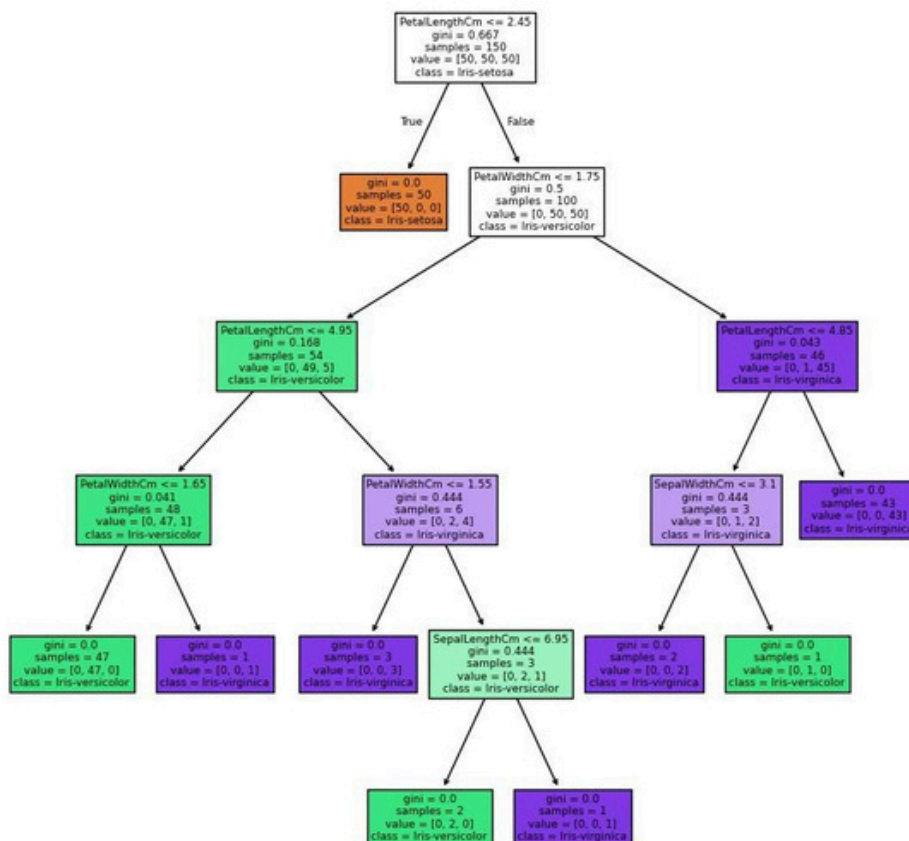 PetalLengthCm <= 2.45
gini = 0.667
samples = 150
value = [50, 50, 50]
class = Iris-setosa
True
False
gini = 0.0
samples = 50
value = [50, 0, 0]
class = Iris-setosa
PetalWidthCm <= 1.75
gini = 0.5
samples = 100
value = [0, 50, 50]
class = Iris-versicolor
PetalLengthCm <= 4.95
gini = 0.168
samples = 54
value = [0, 49, 5]
class = Iris-versicolor
PetalLengthCm <= 4.85
gini = 0.043
samples = 46
value = [0, 1, 45]
class = Iris-virginica
PetalWidthCm <= 1.65
gini = 0.041
samples = 48
value = [0, 47, 1]
class = Iris-versicolor
PetalWidthCm <= 1.55
gini = 0.444
samples = 6
value = [0, 2, 4]
class = Iris-virginica
SepalWidthCm <= 3.1
gini = 0.444
samples = 3
value = [0, 1, 2]
class = Iris-virginica
gini = 0.0
samples = 43
value = [0, 0, 43]
class = Iris-virginica
gini = 0.0
samples = 47
value = [0, 47, 0]
class = Iris-versicolor
gini = 0.0
samples = 1
value = [0, 0, 1]
class = Iris-virginica
gini = 0.0
samples = 3
value = [0, 0, 3]
class = Iris-virginica
SepalLengthCm <= 6.95
gini = 0.444
samples = 3
value = [0, 2, 1]
class = Iris-versicolor
gini = 0.0
samples = 2
value = [0, 0, 2]
class = Iris-virginica
gini = 0.0
samples = 1
value = [0, 1, 0]
class = Iris-versicolor
gini = 0.0
samples = 2
value = [0, 2, 0]
class = Iris-versicolor
gini = 0.0
samples = 1
value = [0, 0, 1]
class = Iris-virginica